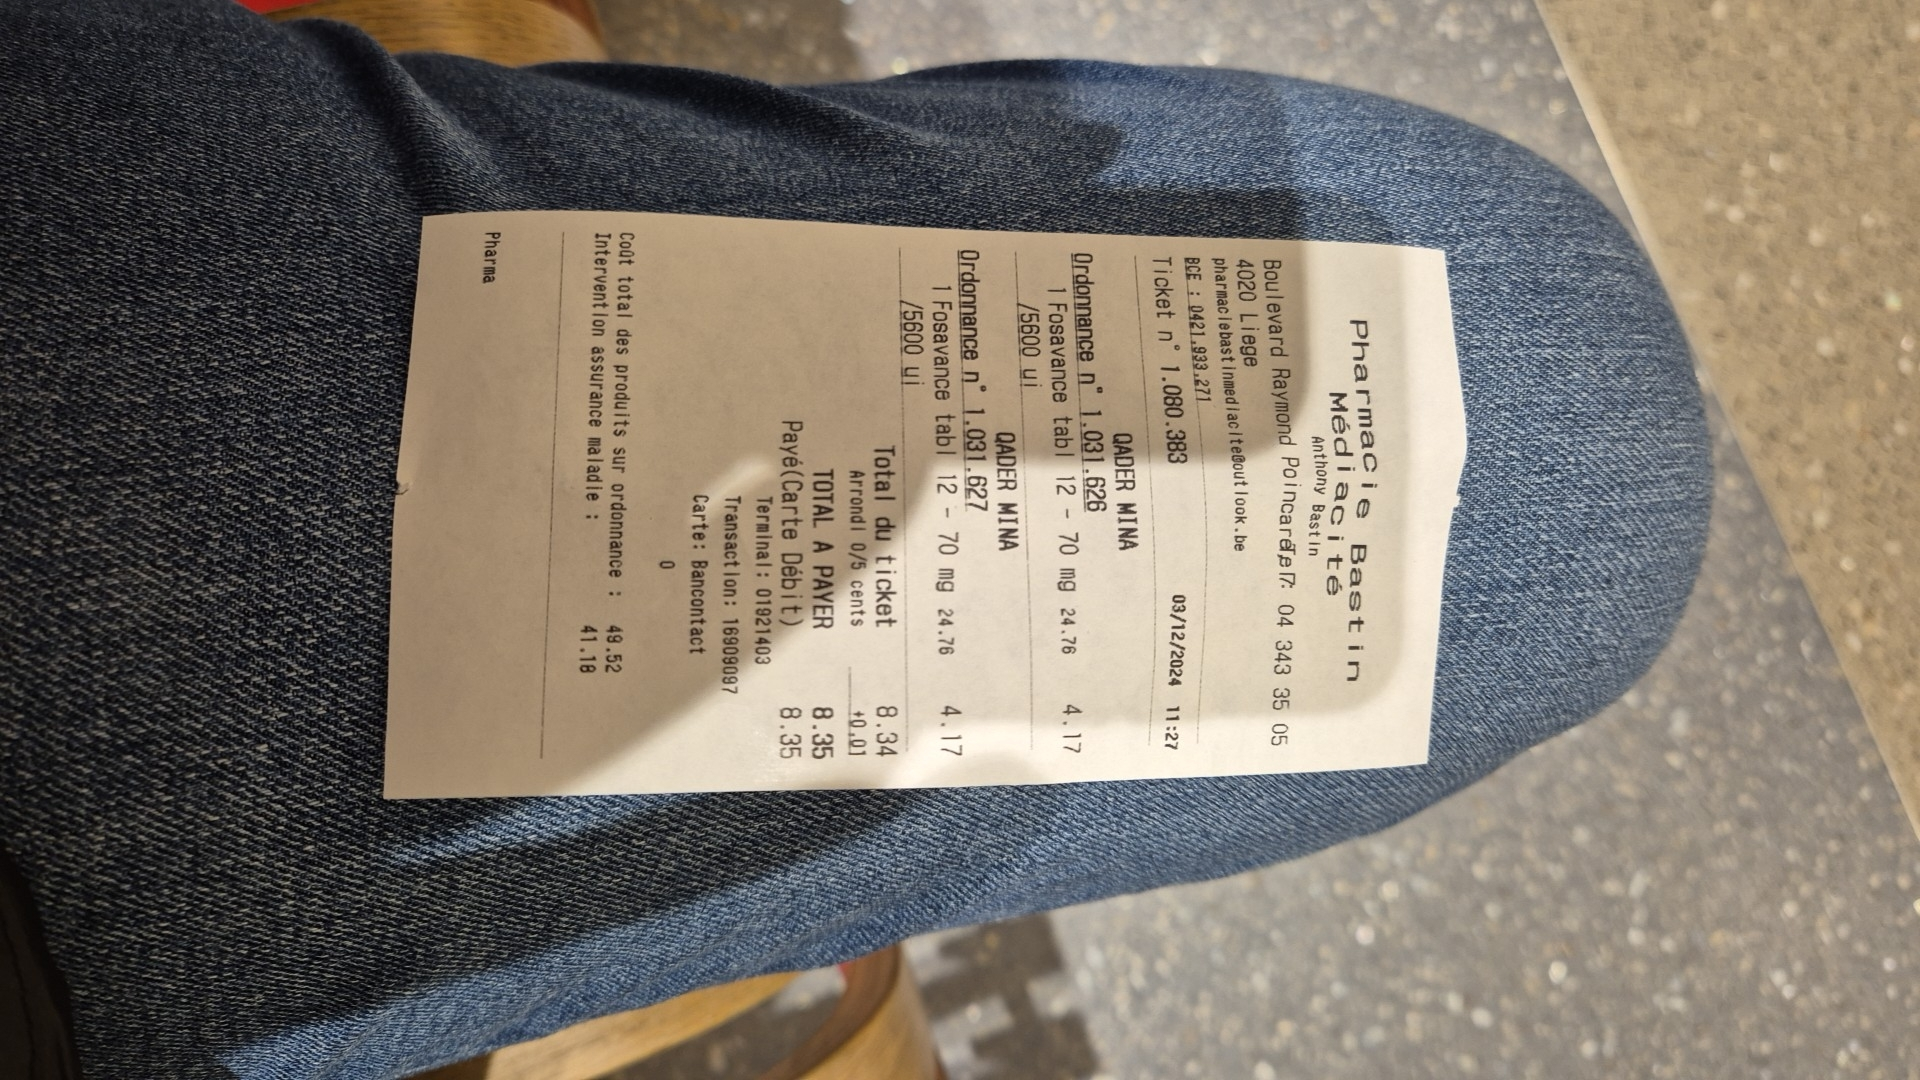 Pharmacie Bastin
Médiacité
Anthony Bastin
Boulevard Raymond Poincaré, 7: 04 343 35 05
4020 Liege
pharmaciebastinmediacite@outlook.be
BCE : 0421.933.271
Ticket n° 1.080.383 03/12/2024 11:27
QADER MINA
Ordonnance n° 1.031.626
1 Fosavance tabl 12 - 70 mg 24.76 4.17
/5600 ui
QADER MINA
Ordonnance n° 1.031.627
1 Fosavance tabl 12 - 70 mg 24.76 4.17
/5600 ui
Total du ticket 8.34
Arrondi 0/5 cents +0.01
TOTAL A PAYER 8.35
Payé(Carte Débit) 8.35
Terminal: 01921403
Transaction: 16909097
Carte: Bancontact
0
Coût total des produits sur ordonnance : 49.52
Intervention assurance maladie : 41.18
Pharma